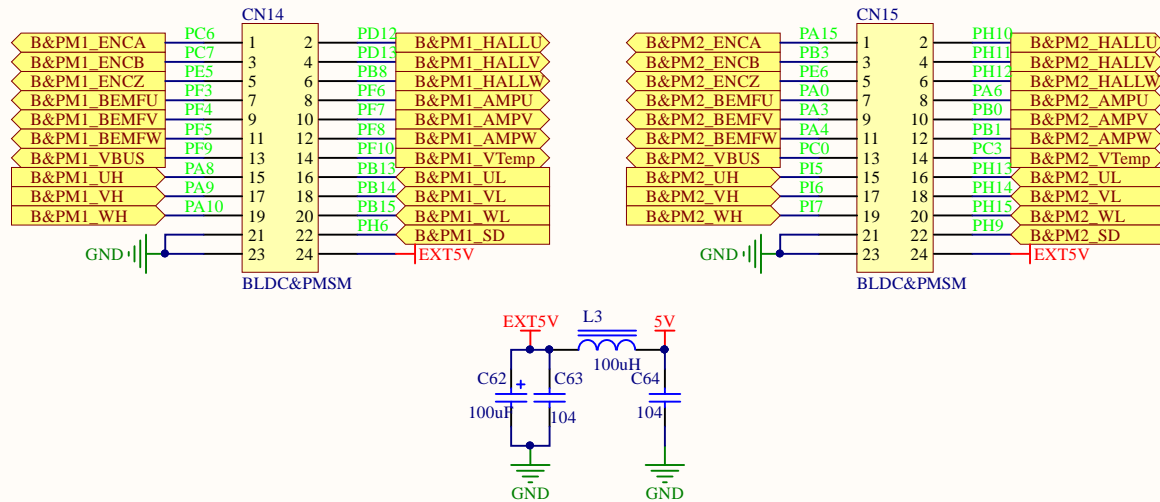 CN14
B&PM1_ENCA PC6 1 2 PD12 B&PM1_HALLU
B&PM1_ENCB PC7 3 4 PD13 B&PM1_HALLV
B&PM1_ENCZ PE5 5 6 PB8 B&PM1_HALLW
B&PM1_BEMFU PF3 7 8 PF6 B&PM1_AMPU
B&PM1_BEMFV PF4 9 10 PF7 B&PM1_AMPV
B&PM1_BEMFW PF5 11 12 PF8 B&PM1_AMPW
B&PM1_VBUS PF9 13 14 PF10 B&PM1_VTemp
B&PM1_UH PA8 15 16 PB13 B&PM1_UL
B&PM1_VH PA9 17 18 PB14 B&PM1_VL
B&PM1_WH PA10 19 20 PB15 B&PM1_WL
21 22 PH6 B&PM1_SD
GND 23 24 EXT5V
BLDC&PMSM
CN15
B&PM2_ENCA PA15 1 2 PH10 B&PM2_HALLU
B&PM2_ENCB PB3 3 4 PH11 B&PM2_HALLV
B&PM2_ENCZ PE6 5 6 PH12 B&PM2_HALLW
B&PM2_BEMFU PA0 7 8 PA6 B&PM2_AMPU
B&PM2_BEMFV PA3 9 10 PB0 B&PM2_AMPV
B&PM2_BEMFW PA4 11 12 PB1 B&PM2_AMPW
B&PM2_VBUS PC0 13 14 PC3 B&PM2_VTemp
B&PM2_UH PI5 15 16 PH13 B&PM2_UL
B&PM2_VH PI6 17 18 PH14 B&PM2_VL
B&PM2_WH PI7 19 20 PH15 B&PM2_WL
21 22 PH9 B&PM2_SD
GND 23 24 EXT5V
BLDC&PMSM
EXT5V L3 5V
100uH
C62 + C63 C64
100uF 104 104
GND GND